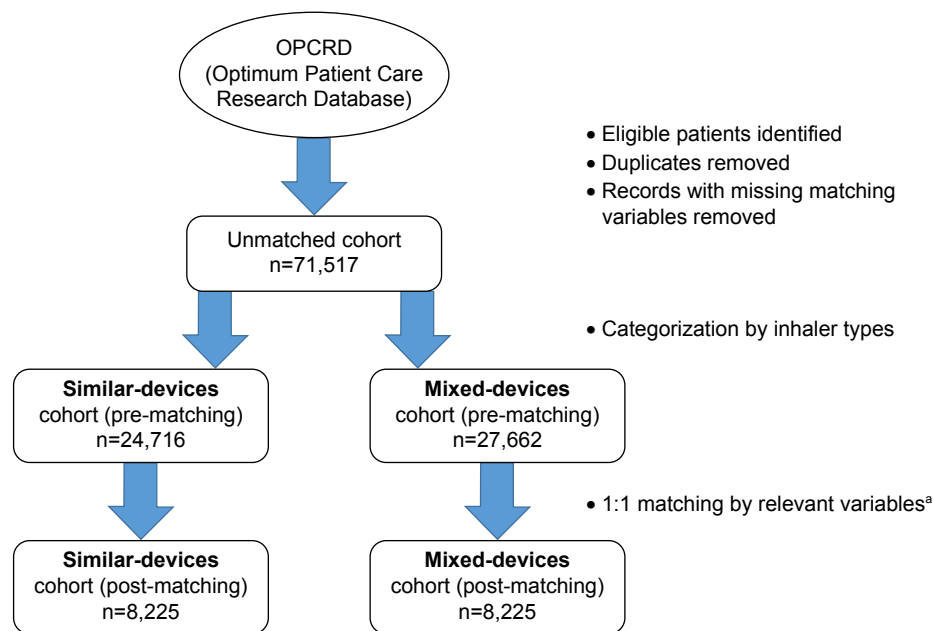 OPCRD
(Optimum Patient Care
Research Database)
• Eligible patients identified
• Duplicates removed
• Records with missing matching
variables removed
Unmatched cohort
n=71,517
• Categorization by inhaler types
Similar-devices
cohort (pre-matching)
n=24,716
Mixed-devices
cohort (pre-matching)
n=27,662
• 1:1 matching by relevant variablesᵃ
Similar-devices
cohort (post-matching)
n=8,225
Mixed-devices
cohort (post-matching)
n=8,225